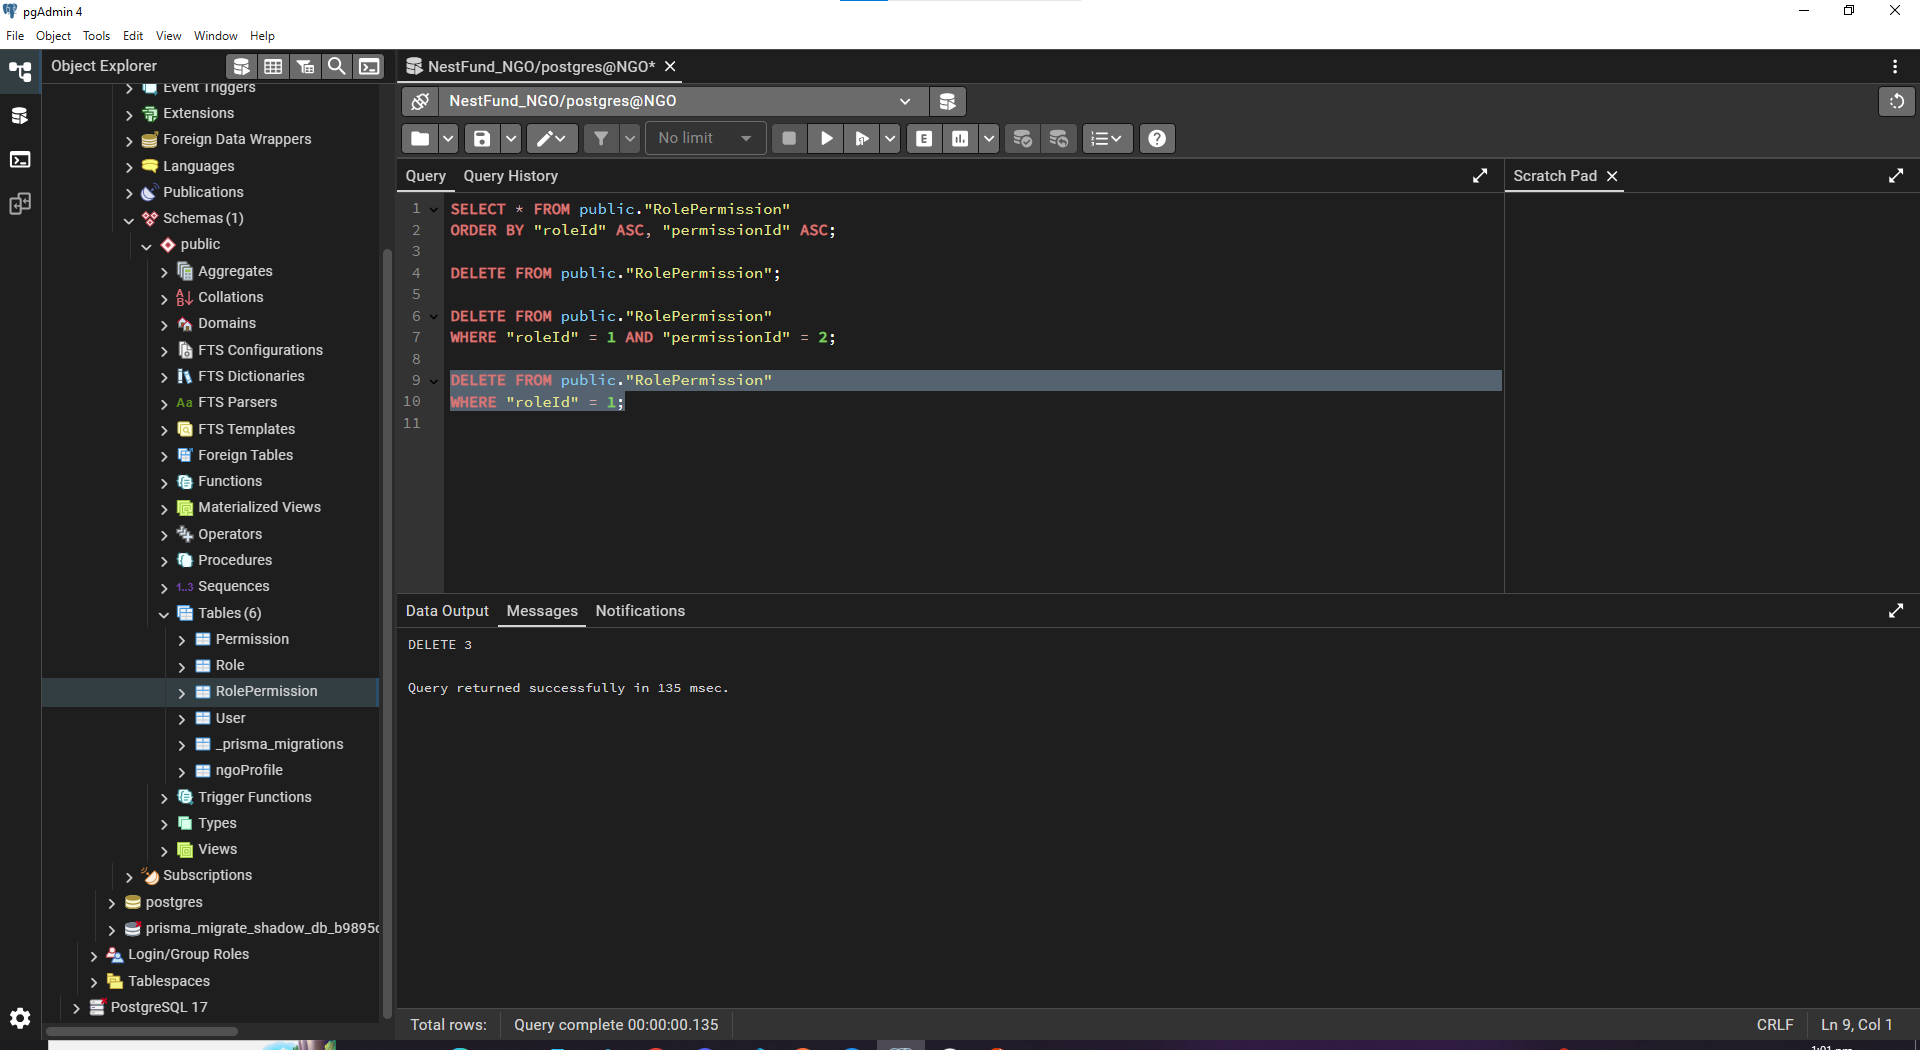 pgAdmin 4
File Object Tools Edit View Window Help
Object Explorer
NestFund_NGO/postgres@NGO*
Event Triggers
Extensions
Foreign Data Wrappers
Languages
Publications
Schemas (1)
public
Aggregates
Collations
Domains
FTS Configurations
FTS Dictionaries
Aa FTS Parsers
FTS Templates
Foreign Tables
Functions
Materialized Views
Operators
Procedures
1..3 Sequences
Tables (6)
Permission
Role
RolePermission
User
_prisma_migrations
ngoProfile
Trigger Functions
Types
Views
Subscriptions
postgres
prisma_migrate_shadow_db_b9895
Login/Group Roles
Tablespaces
PostgreSQL 17
NestFund_NGO/postgres@NGO
No limit
E
Query Query History
Scratch Pad
1 SELECT * FROM public."RolePermission"
2 ORDER BY "roleId" ASC, "permissionId" ASC;
3
4 DELETE FROM public."RolePermission";
5
6 DELETE FROM public."RolePermission"
7 WHERE "roleId" = 1 AND "permissionId" = 2;
8
9 DELETE FROM public."RolePermission"
10 WHERE "roleId" = 1;
11
Data Output Messages Notifications
DELETE 3
Query returned successfully in 135 msec.
Total rows: Query complete 00:00:00.135
CRLF Ln 9, Col 1